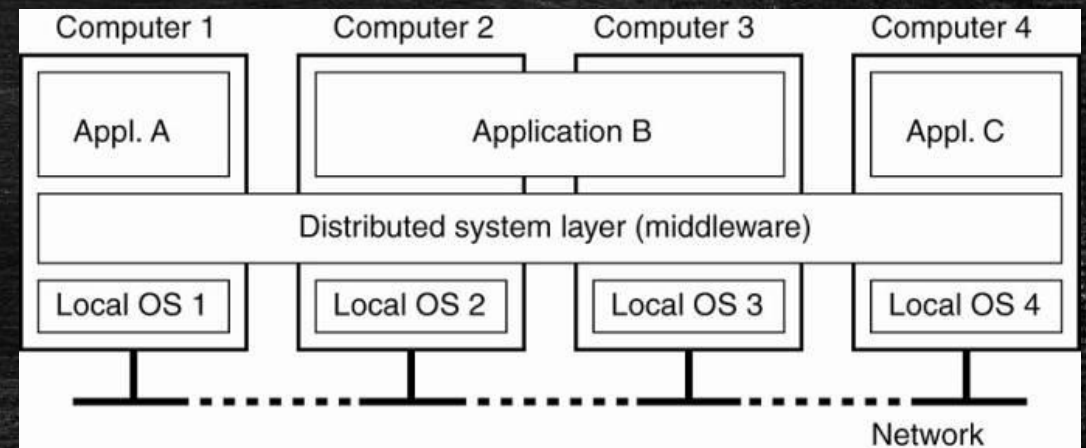 Computer 1 Computer 2 Computer 3 Computer 4
Appl. A Application B Appl. C
Distributed system layer (middleware)
Local OS 1 Local OS 2 Local OS 3 Local OS 4
Network